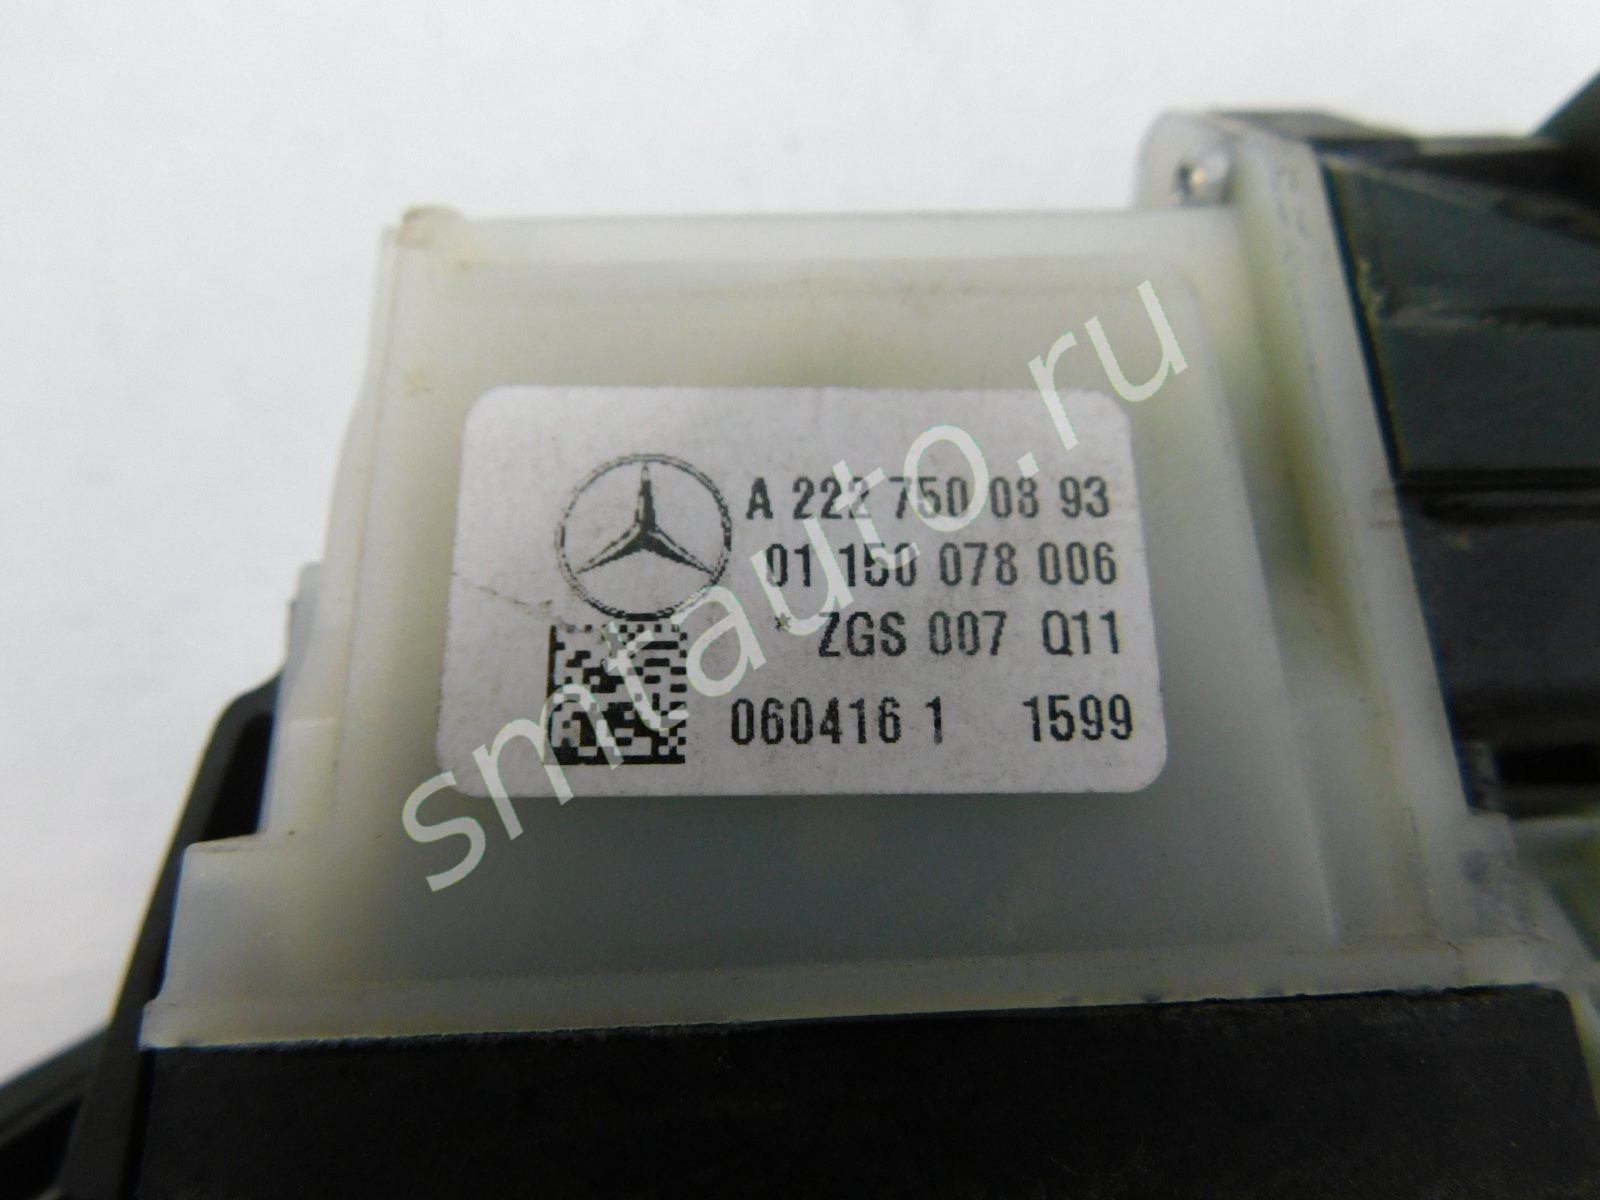 A 222 750 08 93
01 150 078 006
* ZGS 007 Q11
060416 1 1599
smtauto.ru